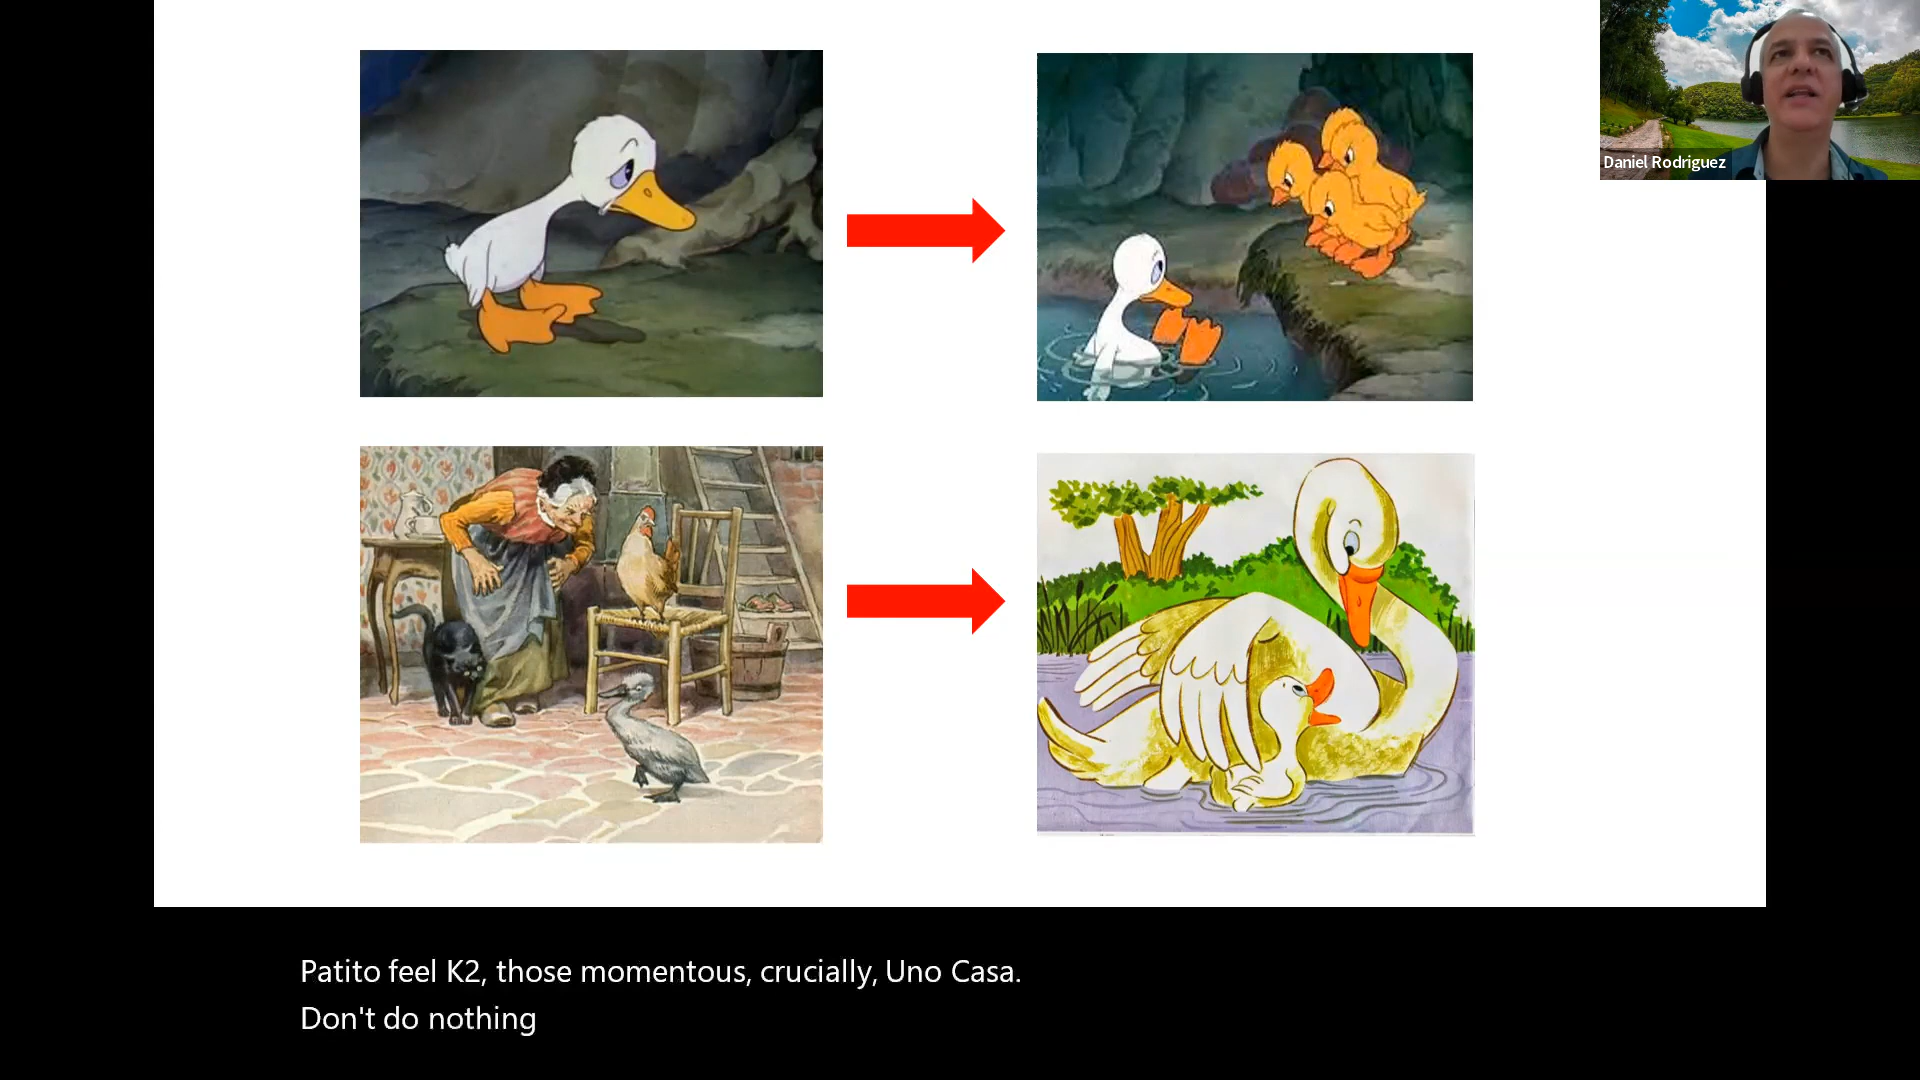 Daniel Rodriguez
Patito feel K2, those momentous, crucially, Uno Casa.
Don't do nothing